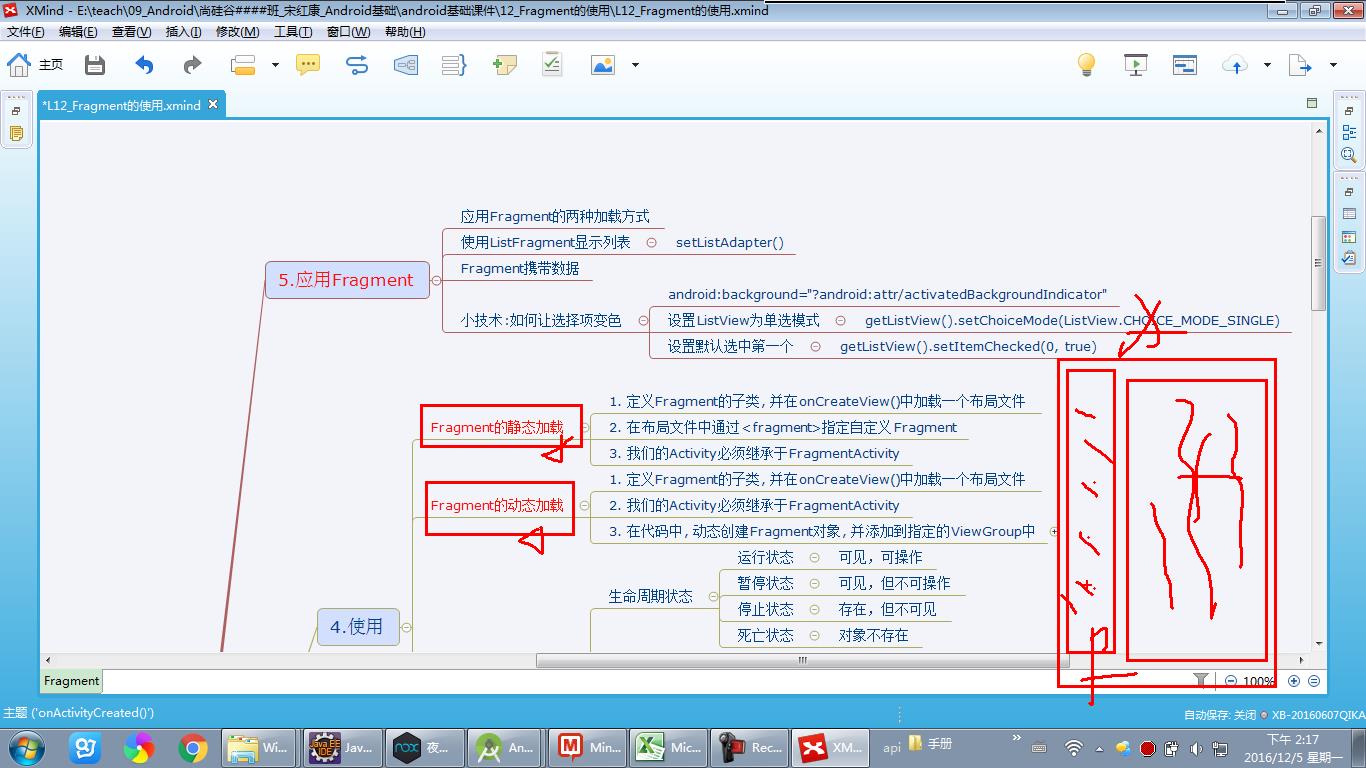 XMind - E:\teach\09_Android\尚硅谷####班_宋红康_Android基础\android基础课件\12_Fragment的使用\L12_Fragment的使用.xmind
文件(F) 编辑(E) 查看(V) 插入(I) 修改(M) 工具(T) 窗口(W) 帮助(H)
主页
*L12_Fragment的使用.xmind
应用Fragment的两种加载方式
使用ListFragment显示列表 setListAdapter()
5.应用Fragment
Fragment携带数据
android:background="?android:attr/activatedBackgroundIndicator"
小技术:如何让选择项变色 设置ListView为单选模式 getListView().setChoiceMode(ListView.CHOICE_MODE_SINGLE)
设置默认选中第一个 getListView().setItemChecked(0, true)
1. 定义Fragment的子类, 并在onCreateView()中加载一个布局文件
Fragment的静态加载 2. 在布局文件中通过<fragment>指定自定义Fragment
3. 我们的Activity必须继承于FragmentActivity
1. 定义Fragment的子类, 并在onCreateView()中加载一个布局文件
Fragment的动态加载 2. 我们的Activity必须继承于FragmentActivity
3. 在代码中, 动态创建Fragment对象, 并添加到指定的ViewGroup中
运行状态 可见，可操作
暂停状态 可见，但不可操作
生命周期状态
停止状态 存在，但不可见
4.使用
死亡状态 对象不存在
Fragment
100%
主题 ('onActivityCreated()')
自动保存: 关闭 XB-20160607QIKA
Wi... Jav... 夜... An... Min... Mic... Rec... XM... api 手册
下午 2:17
2016/12/5 星期一